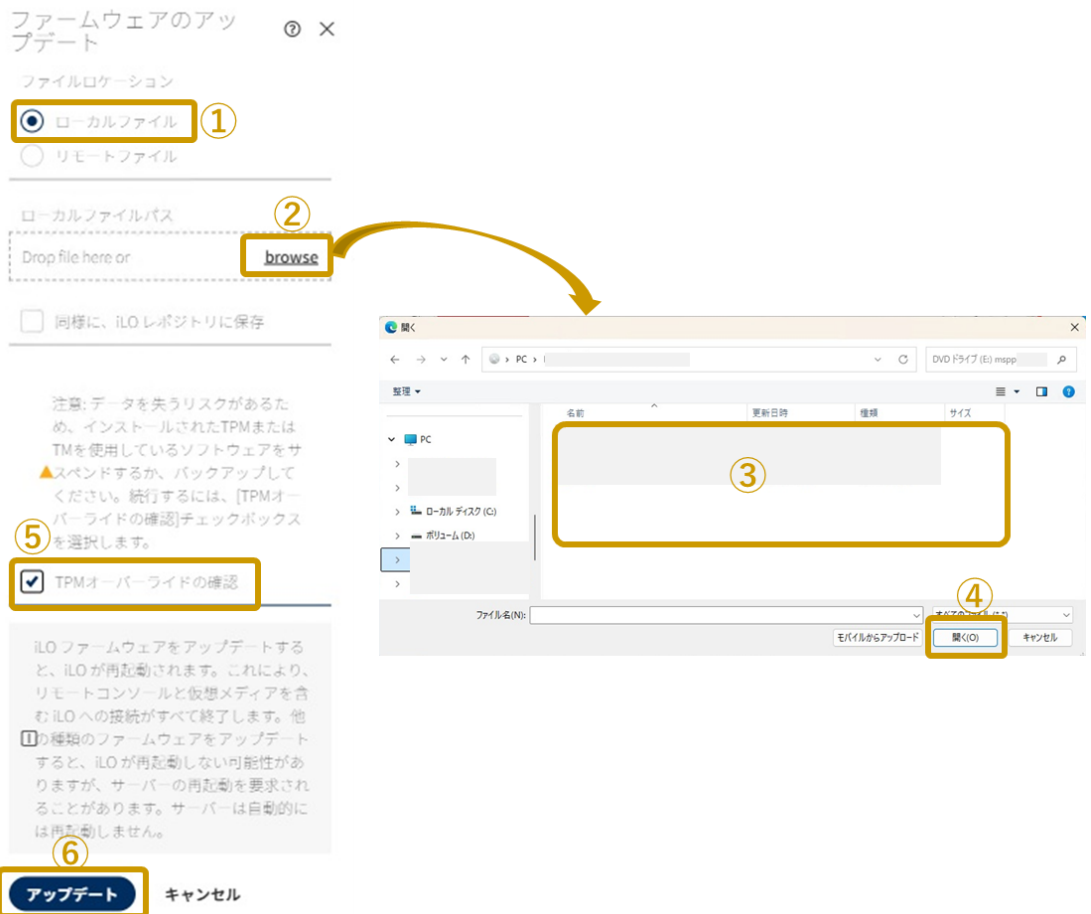 ファームウェアのアッ
プデート
ファイルロケーション
ローカルファイル
①
リモートファイル
ローカルファイルパス
②
Drop file here or
browse
同様に、iLO レポジトリに保存
注意: データを失うリスクがあるた
め、インストールされたTPMまたは
TMを使用しているソフトウェアをサ
スペンドするか、バックアップして
ください。続行するには、[TPMオー
バーライドの確認]チェックボックス
を選択します。
⑤
TPMオーバーライドの確認
iLO ファームウェアをアップデートする
と、iLO が再起動されます。これにより、
リモートコンソールと仮想メディアを含
む iLO への接続がすべて終了します。他
の種類のファームウェアをアップデート
すると、iLO が再起動しない可能性があ
りますが、サーバーの再起動を要求され
ることがあります。サーバーは自動的に
は再起動しません。
⑥
アップデート
キャンセル
開く
PC
DVD ドライブ (E:) mspp
整理
名前
更新日時
種類
サイズ
PC
③
ローカル ディスク (C:)
ボリューム (D:)
④
ファイル名(N):
すべてのファイル (*.*)
モバイルからアップロード
開く(O)
キャンセル